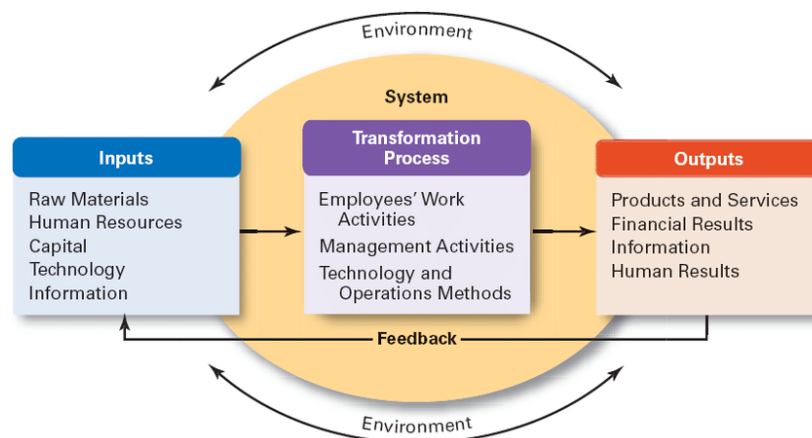 Environment
System
Inputs
Raw Materials
Human Resources
Capital
Technology
Information
Transformation
Process
Employees' Work
Activities
Management Activities
Technology and
Operations Methods
Outputs
Products and Services
Financial Results
Information
Human Results
Feedback
Environment